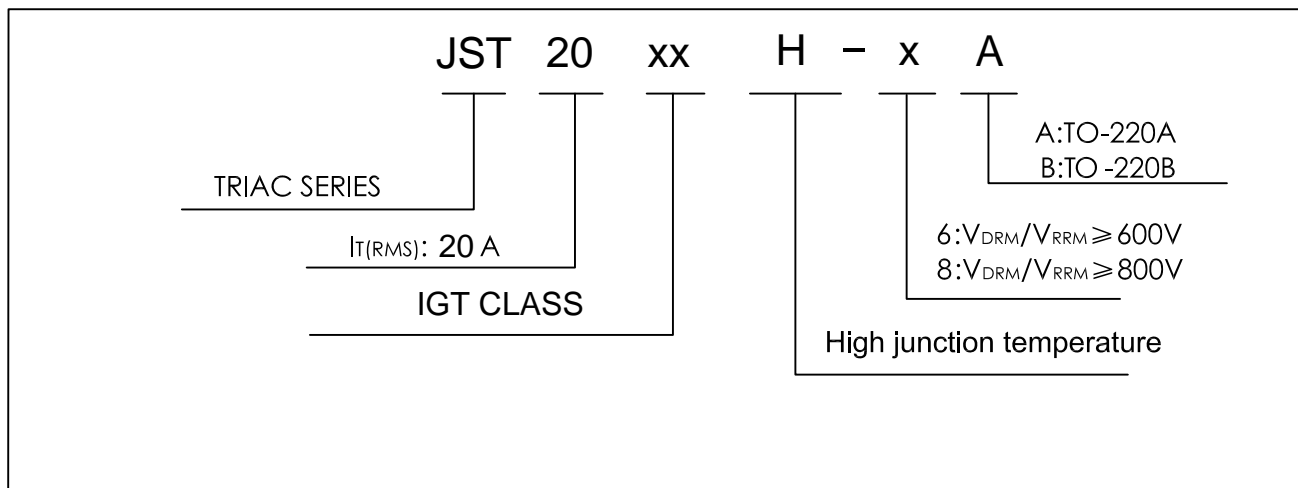 JST 20 xx H – x A
A:TO-220A
B:TO -220B
TRIAC SERIES
6:VDRM/VRRM≥600V
IT(RMS): 20 A
8:VDRM/VRRM≥800V
IGT CLASS
High junction temperature